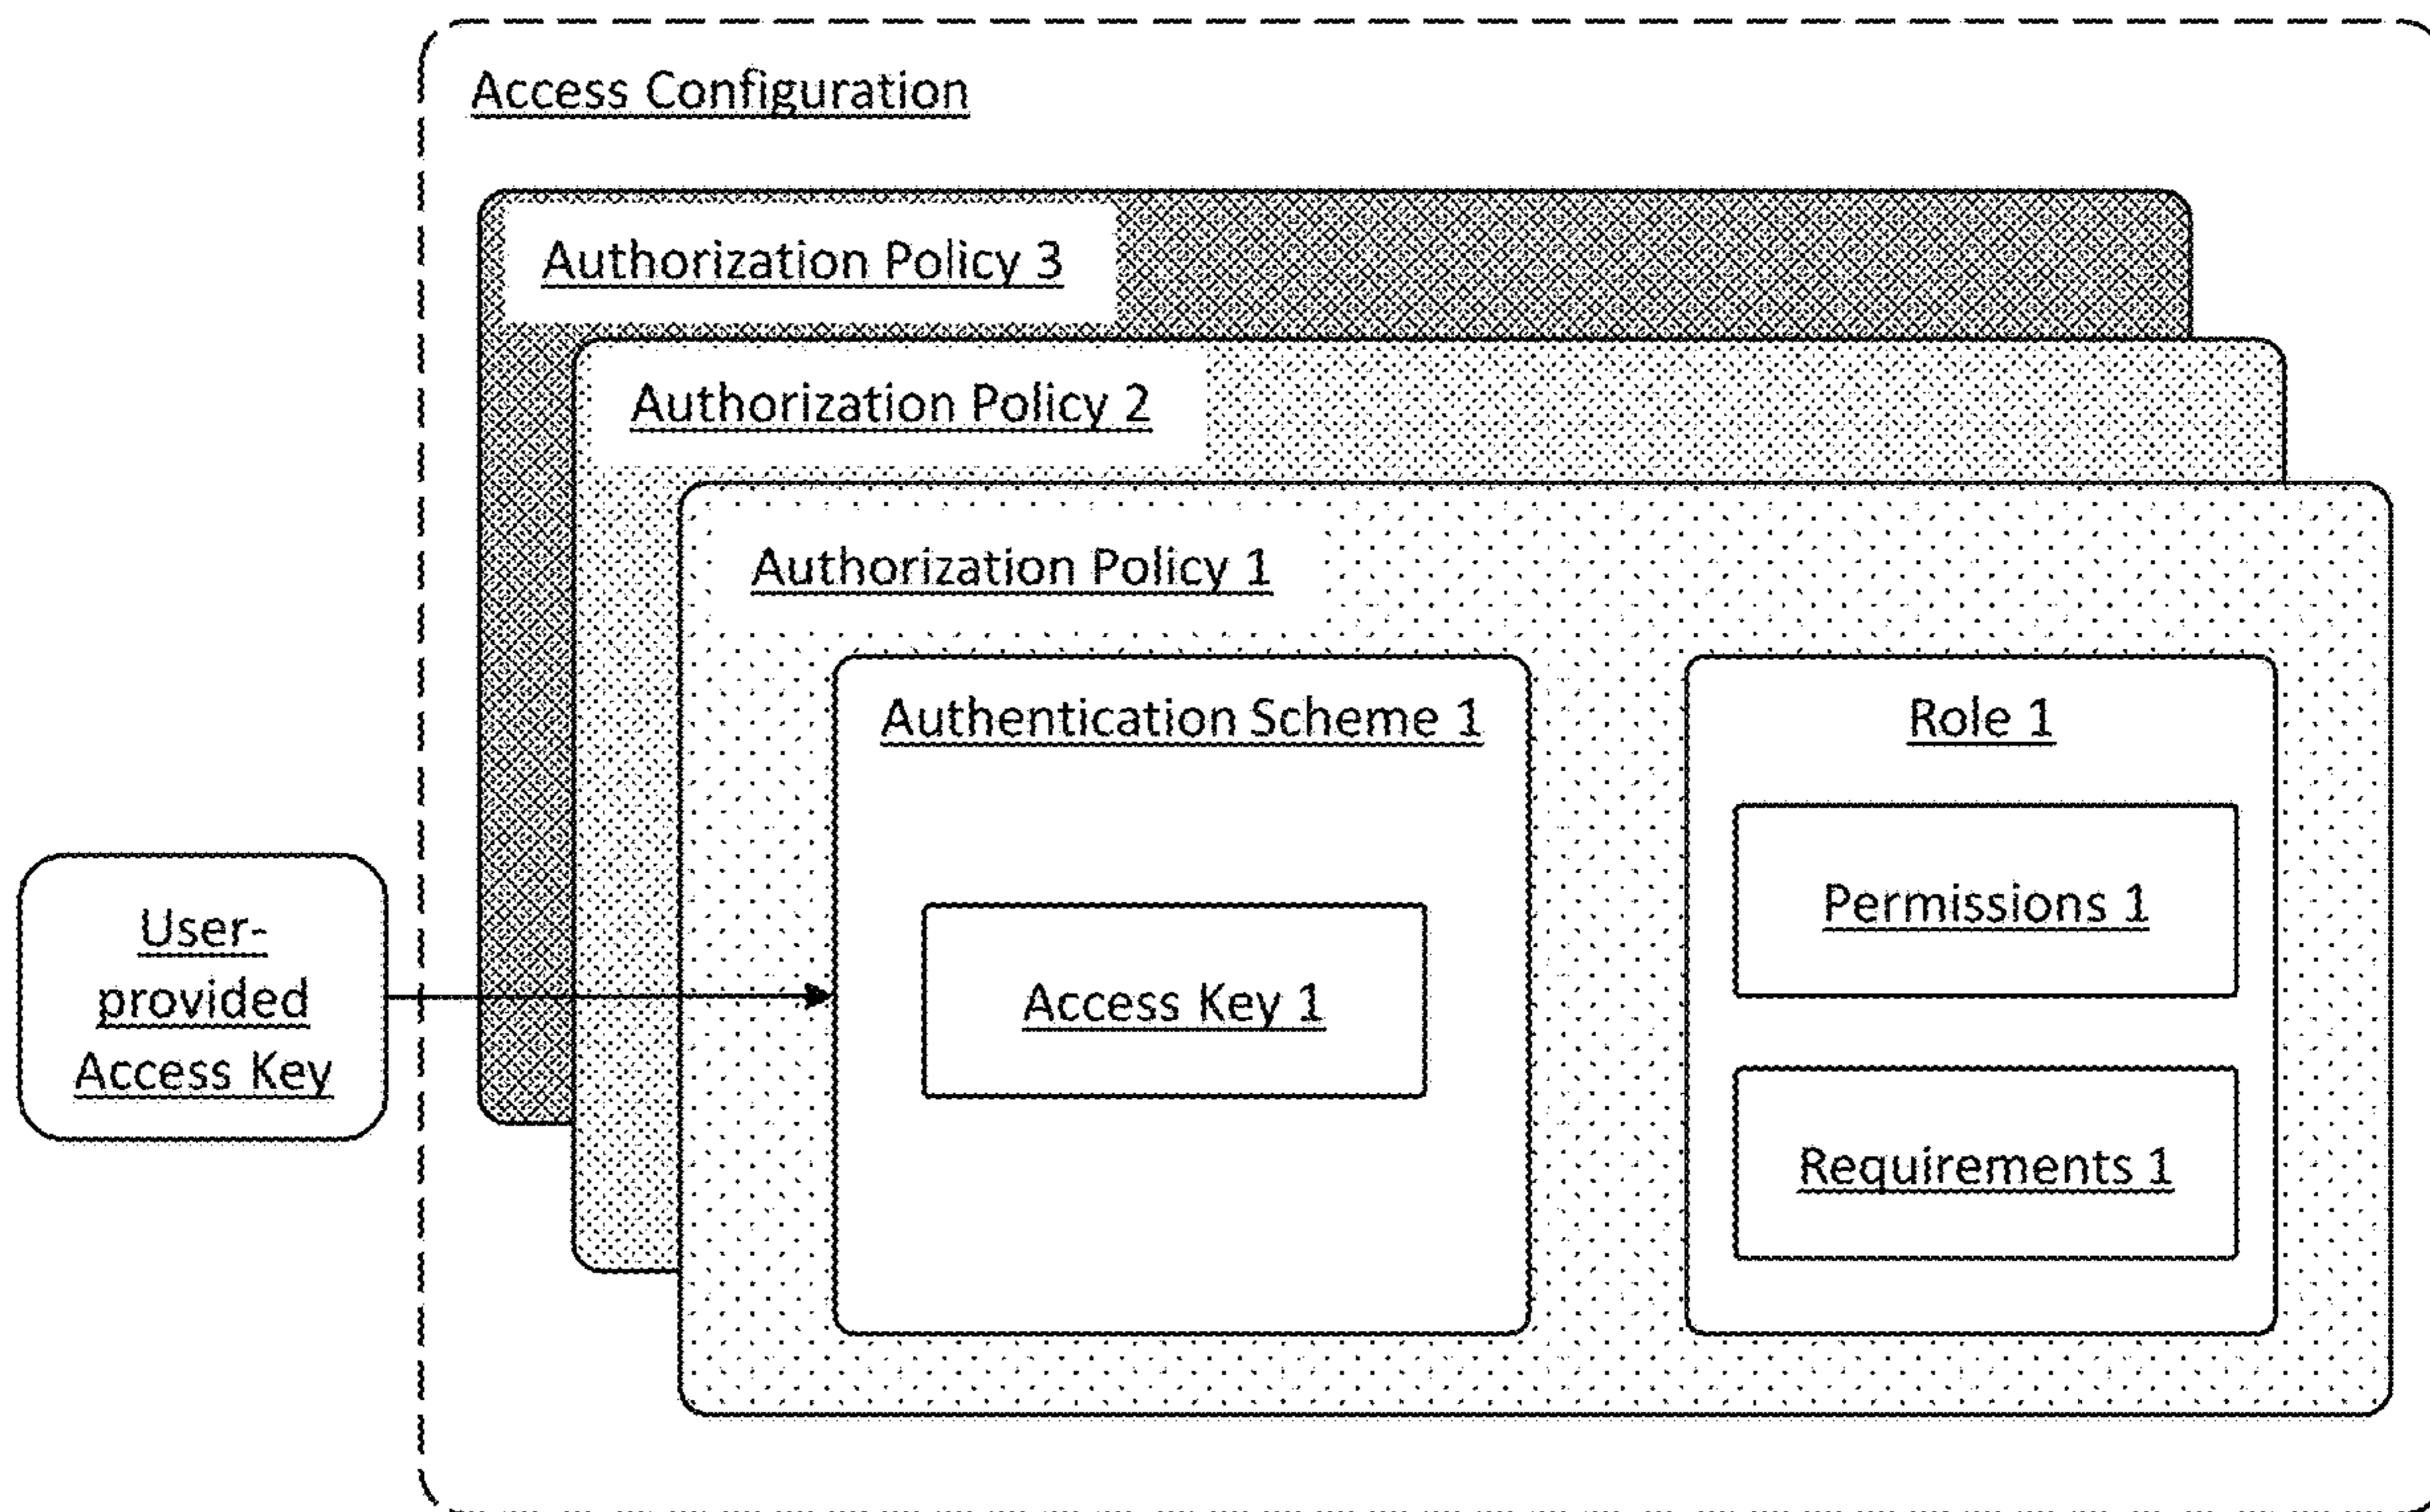 Access Configuration
Authorization Policy 3
Authorization Policy 2
Authorization Policy 1
Authentication Scheme 1
Role 1
Permissions 1
User-
provided
Access Key
Access Key 1
Requirements 1